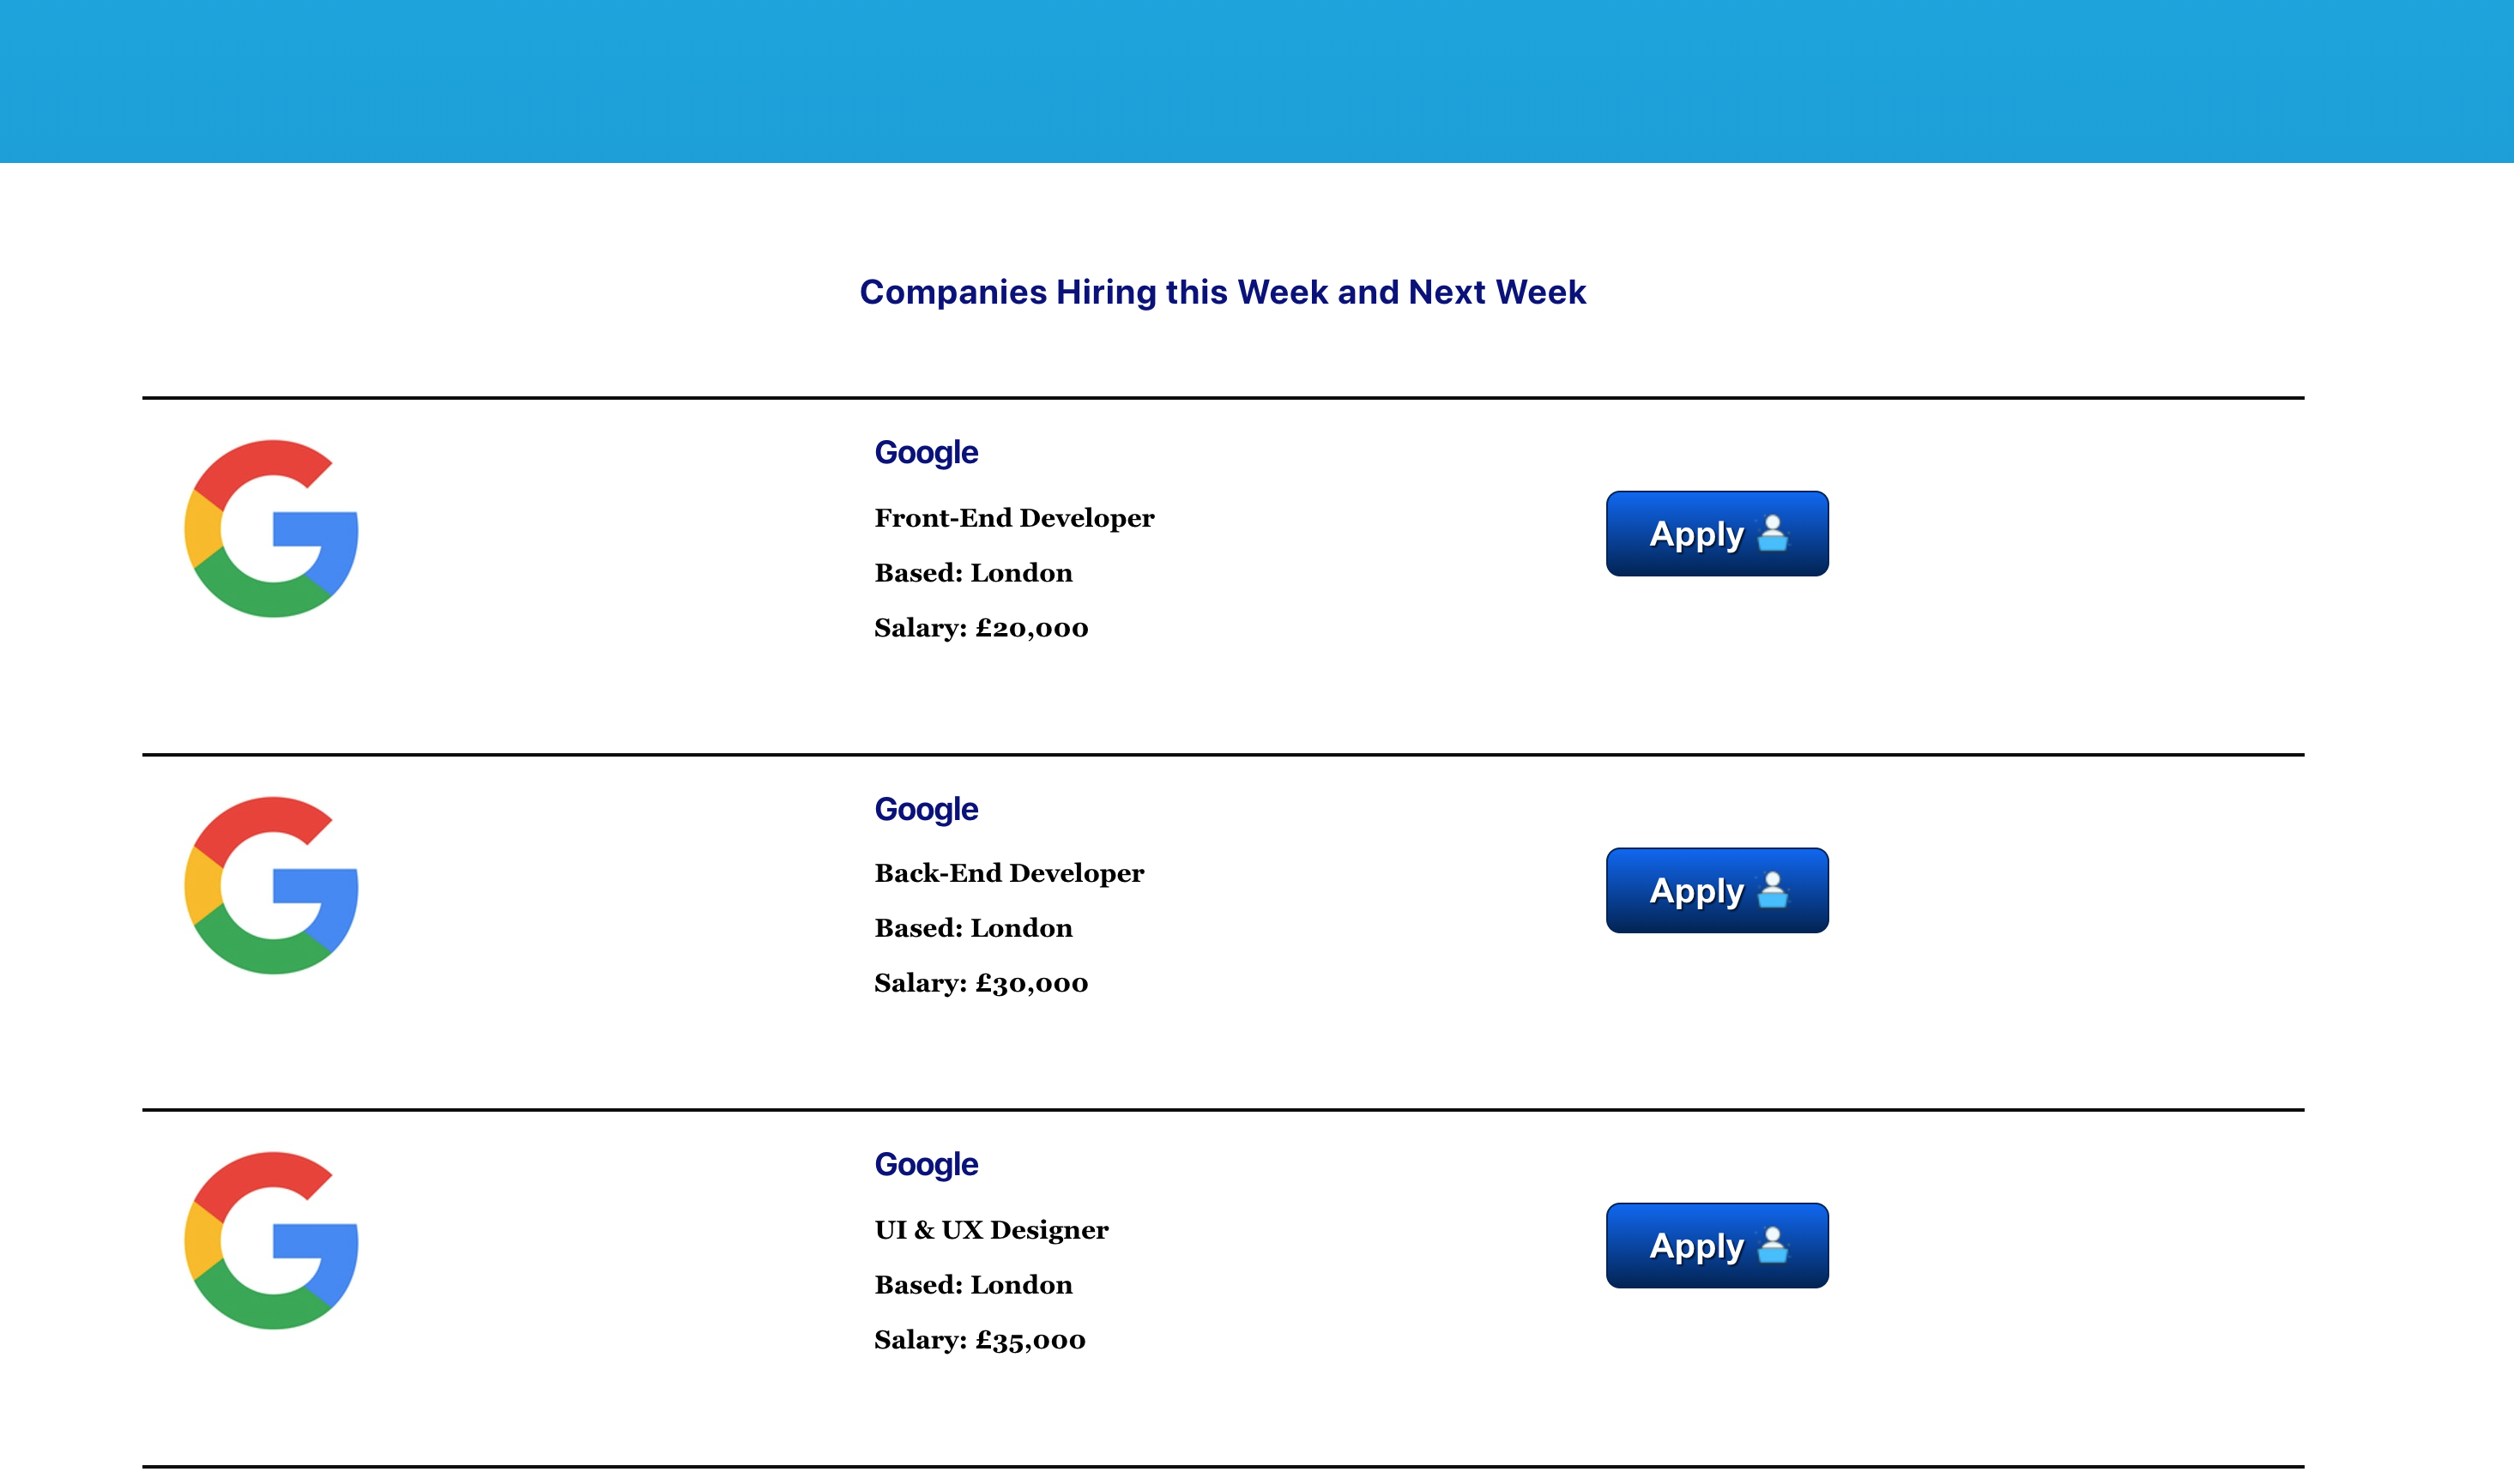 Companies Hiring this Week and Next Week
Google
Front-End Developer
Based: London
Salary: £20,000
Apply
Google
Back-End Developer
Based: London
Salary: £30,000
Apply
Google
UI & UX Designer
Based: London
Salary: £35,000
Apply